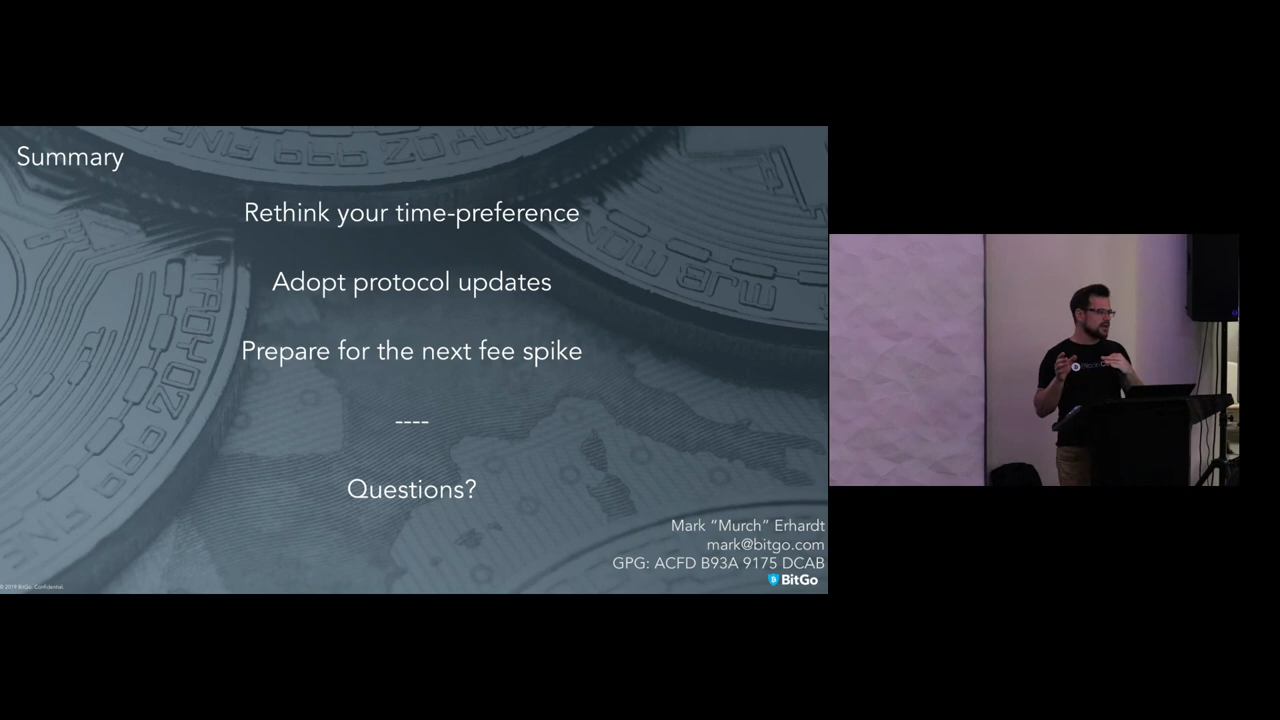 Summary
Rethink your time-preference
Adopt protocol updates
Prepare for the next fee spike
----
Questions?
Mark “Murch” Erhardt
mark@bitgo.com
GPG: ACFD B93A 9175 DCAB
BitGo
© 2019 BitGo. Confidential.